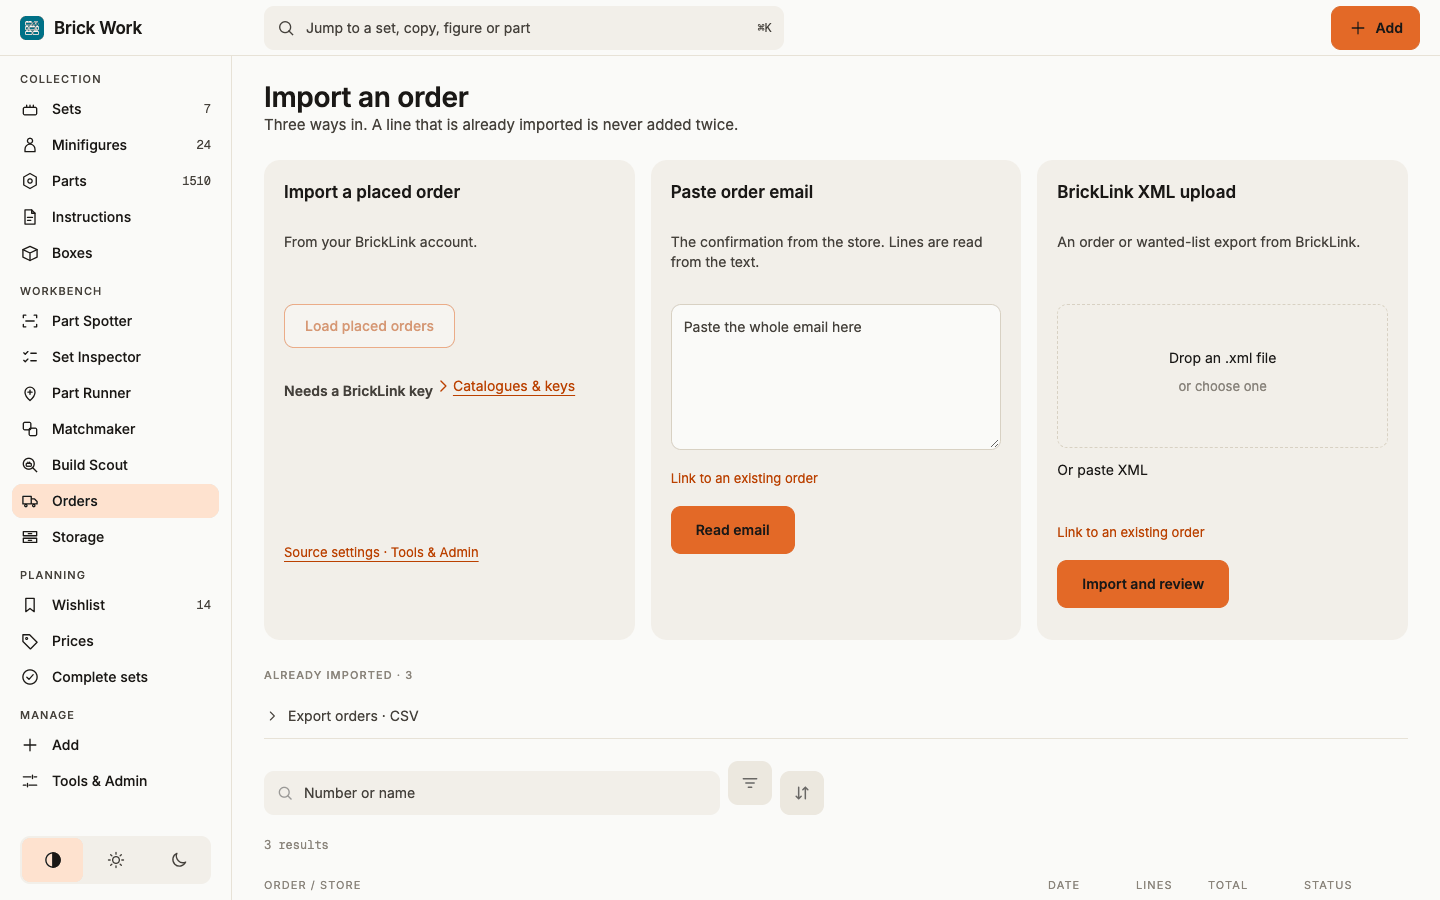 Brick Work
Jump to a set, copy, figure or part
⌘K
Add
COLLECTION
Sets 7
Minifigures 24
Parts 1510
Instructions
Boxes
WORKBENCH
Part Spotter
Set Inspector
Part Runner
Matchmaker
Build Scout
Orders
Storage
PLANNING
Wishlist 14
Prices
Complete sets
MANAGE
Add
Tools & Admin
Import an order
Three ways in. A line that is already imported is never added twice.
Import a placed order
From your BrickLink account.
Load placed orders
Needs a BrickLink key
Catalogues & keys
Source settings · Tools & Admin
Paste order email
The confirmation from the store. Lines are read
from the text.
Paste the whole email here
Link to an existing order
Read email
BrickLink XML upload
An order or wanted-list export from BrickLink.
Drop an .xml file
or choose one
Or paste XML
Link to an existing order
Import and review
ALREADY IMPORTED · 3
Export orders · CSV
Number or name
3 results
ORDER / STORE DATE LINES TOTAL STATUS